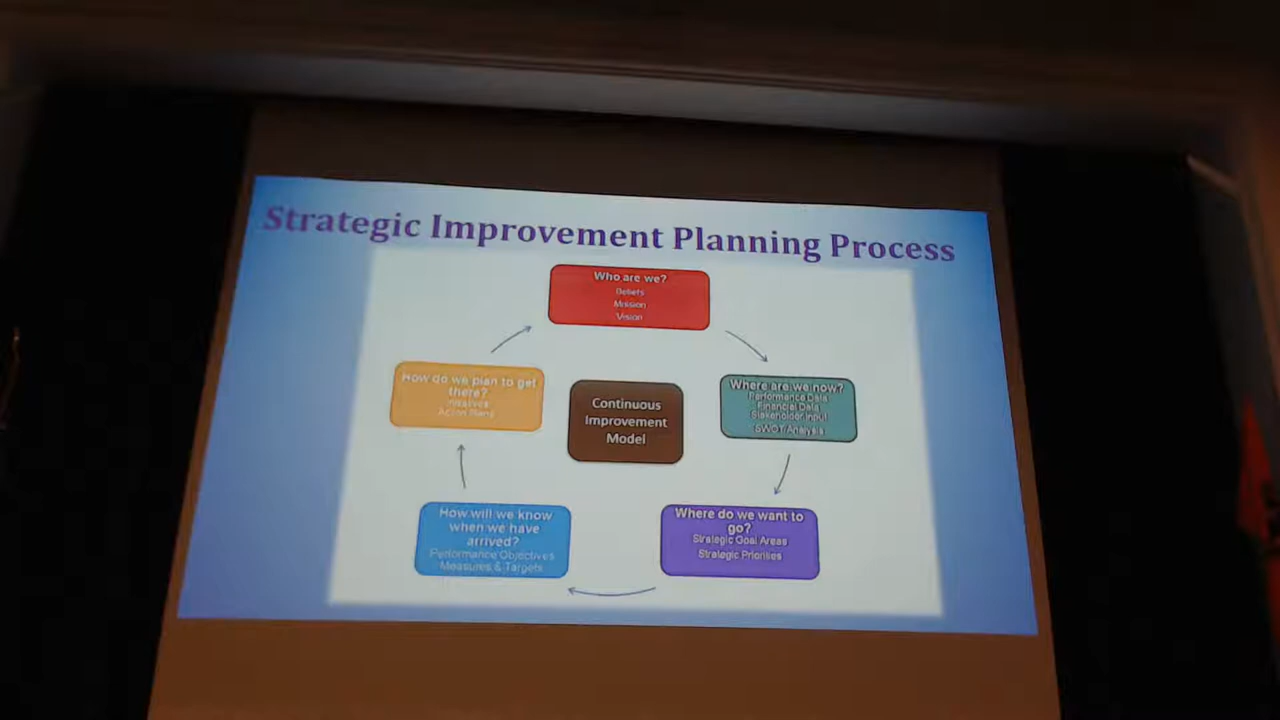 Strategic Improvement Planning Process
Who are we?
Beliefs
Mission
Vision
Where are we now?
Performance Data
Financial Data
Stakeholder Input
SWOT Analysis
Where do we want to
go?
Strategic Goal Areas
Strategic Priorities
How will we know
when we have
arrived?
Performance Objectives
Measures & Targets
How do we plan to get
there?
Initiatives
Action Plans
Continuous
Improvement
Model